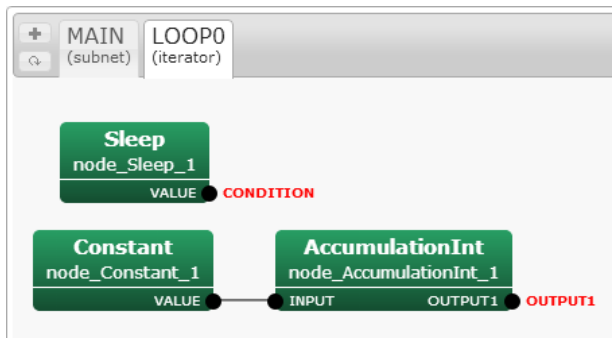 MAIN
(subnet)
LOOP0
(iterator)
Sleep
node_Sleep_1
VALUE CONDITION
Constant
node_Constant_1
VALUE
AccumulationInt
node_AccumulationInt_1
INPUT OUTPUT1 OUTPUT1